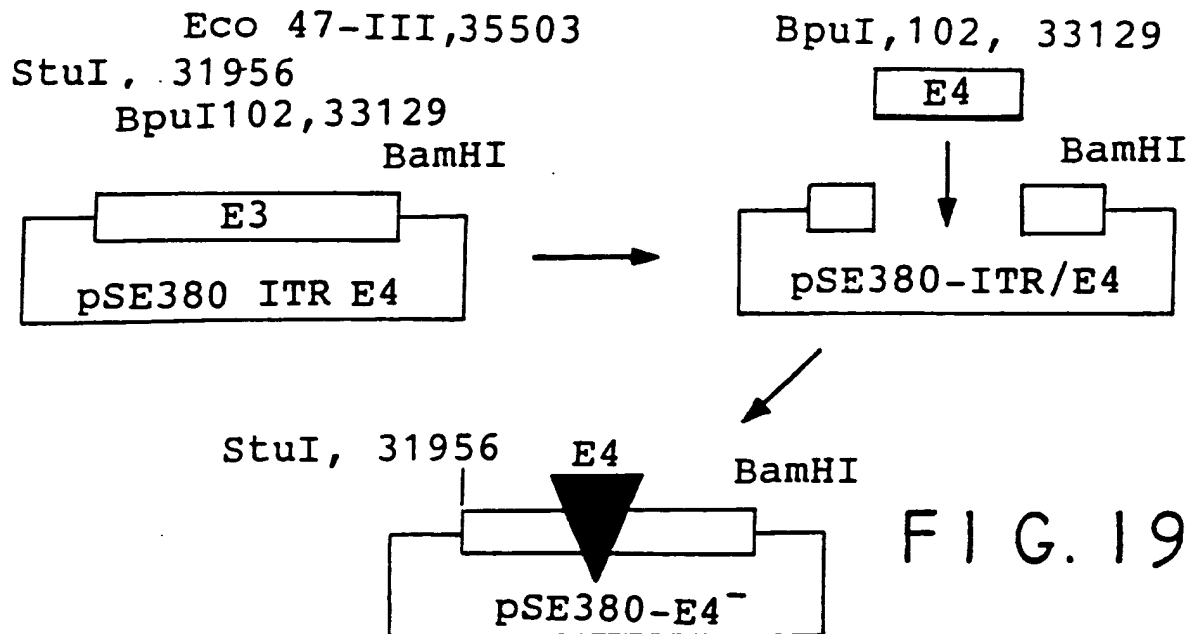 Eco 47-III,35503
StuI, 31956
BpuI102,33129
BamHI
E3
pSE380 ITR E4
BpuI,102, 33129
E4
BamHI
pSE380-ITR/E4
StuI, 31956
E4
BamHI
pSE380-E4⁻
FIG. 19